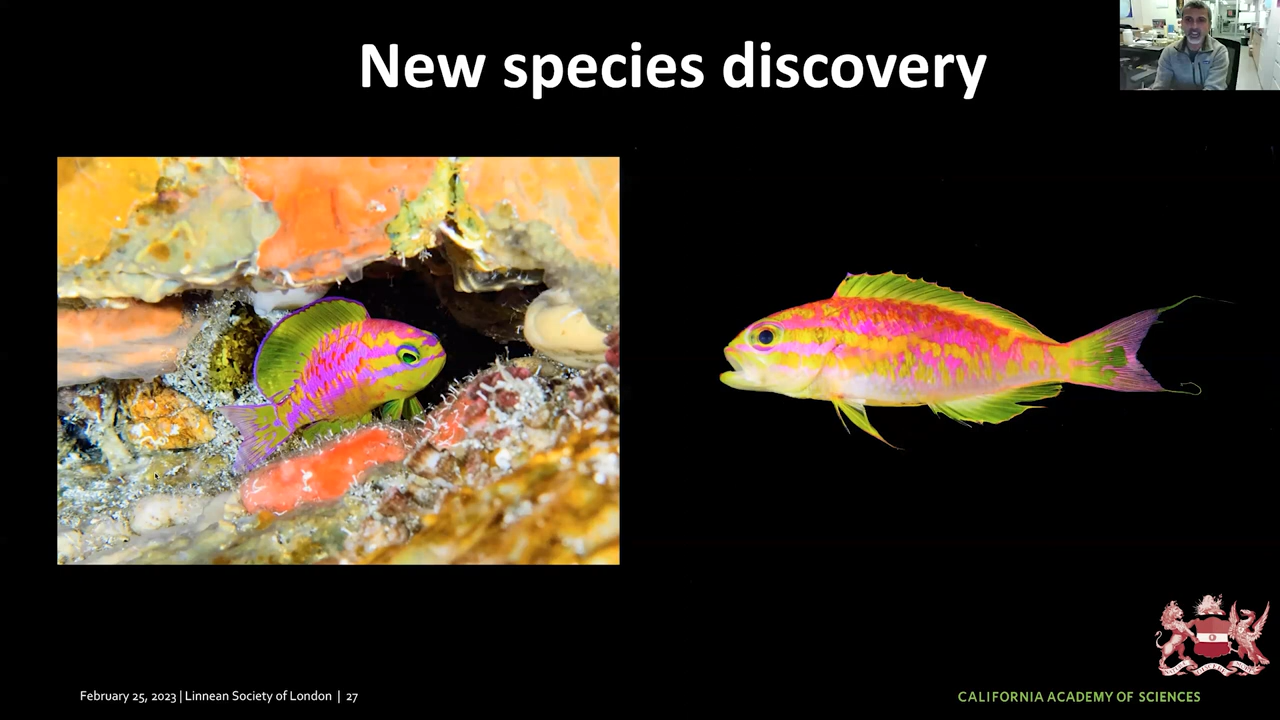 New species discovery
February 25, 2023 | Linnean Society of London | 27
CALIFORNIA ACADEMY OF SCIENCES